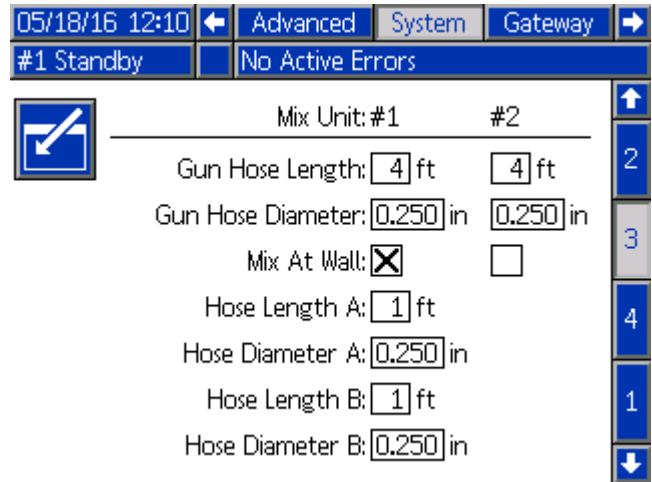 05/18/16 12:10 Advanced System Gateway
#1 Standby No Active Errors
Mix Unit: #1 #2
Gun Hose Length: 4 ft 4 ft
2
Gun Hose Diameter: 0.250 in 0.250 in
3
Mix At Wall:
Hose Length A: 1 ft
4
Hose Diameter A: 0.250 in
Hose Length B: 1 ft
1
Hose Diameter B: 0.250 in